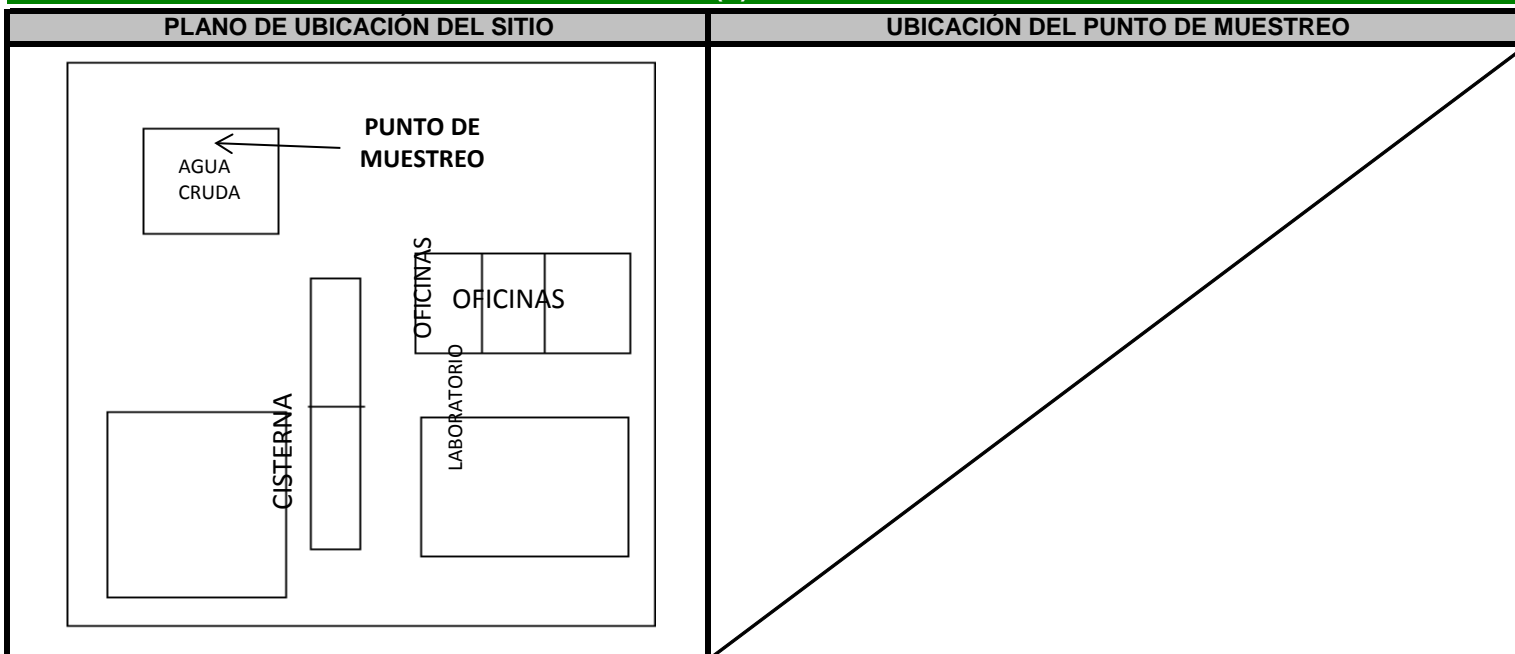 PLANO DE UBICACIÓN DEL SITIO
UBICACIÓN DEL PUNTO DE MUESTREO
PUNTO DE
MUESTREO
AGUA
CRUDA
OFICINAS
OFICINAS
LABORATORIO
CISTERNA